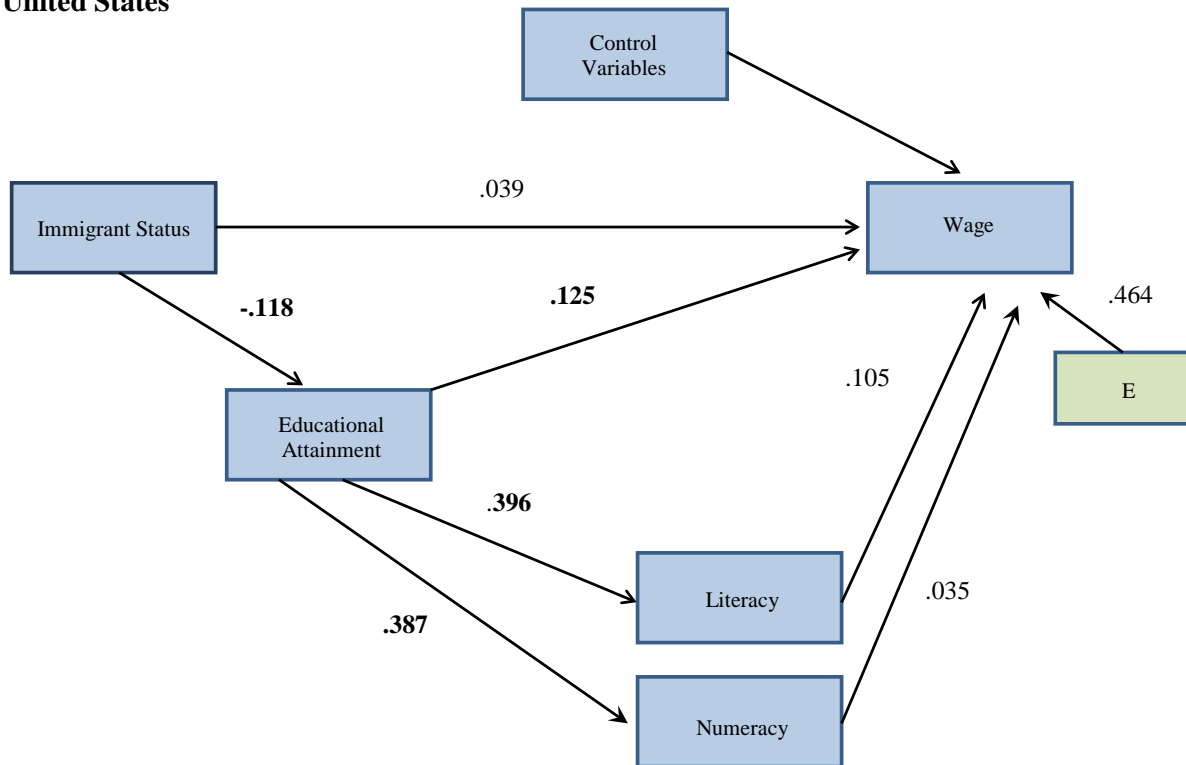 United States
Control
Variables
.039
Immigrant Status
Wage
-.118
.125
.464
.105
E
Educational
Attainment
.396
.035
Literacy
.387
Numeracy